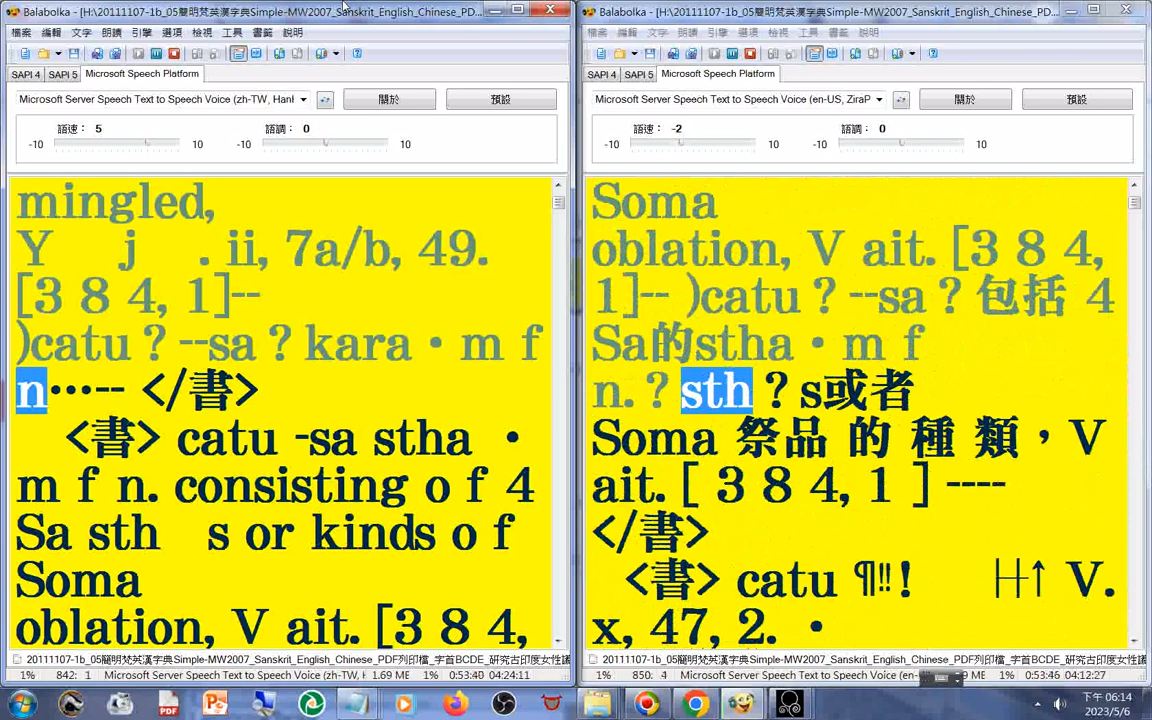 Balabolka - [H:\20111107-1b_05簡明梵英漢字典Simple-MW2007_Sanskrit_English_Chinese_PD...
檔案 編輯 文字 朗讀 引擎 選項 檢視 工具 書籤 說明
SAPI 4 SAPI 5 Microsoft Speech Platform
Microsoft Server Speech Text to Speech Voice (zh-TW, Hanl
關於 預設
語速： 5 語調： 0
-10 10 -10 10
mingled,
Y j . ii, 7a/b, 49.
[3 8 4, 1]--
)catu？--sa？kara‧m f
n…-- </書>
<書> catu -sa stha ‧
m f n. consisting o f 4
Sa sth s or kinds o f
Soma
oblation, V ait. [3 8 4,
20111107-1b_05簡明梵英漢字典Simple-MW2007_Sanskrit_English_Chinese_PDF列印檔_字首BCDE_研究古印度女性議
1% 842: 1 Microsoft Server Speech Text to Speech Voice (zh-TW, 1.69 ME 1% 0:53:40 04:24:11
Balabolka - [H:\20111107-1b_05簡明梵英漢字典Simple-MW2007_Sanskrit_English_Chinese_PD...
檔案 編輯 文字 朗讀 引擎 選項 檢視 工具 書籤 說明
SAPI 4 SAPI 5 Microsoft Speech Platform
Microsoft Server Speech Text to Speech Voice (en-US, ZiraP
關於 預設
語速： -2 語調： 0
-10 10 -10 10
Soma
oblation, V ait. [3 8 4,
1]-- )catu？--sa？包括 4
Sa的stha‧m f
n.？sth？s或者
Soma 祭品 的 種 類，V
ait. [ 3 8 4, 1 ] ----
</書>
<書> catu ¶‼! ├┤↑ V.
x, 47, 2. ‧
20111107-1b_05簡明梵英漢字典Simple-MW2007_Sanskrit_English_Chinese_PDF列印檔_字首BCDE_研究古印度女性議
1% 850: 4 Microsoft Server Speech Text to Speech Voice ME 1% 0:53:46 04:12:27
下午 06:14
2023/5/6